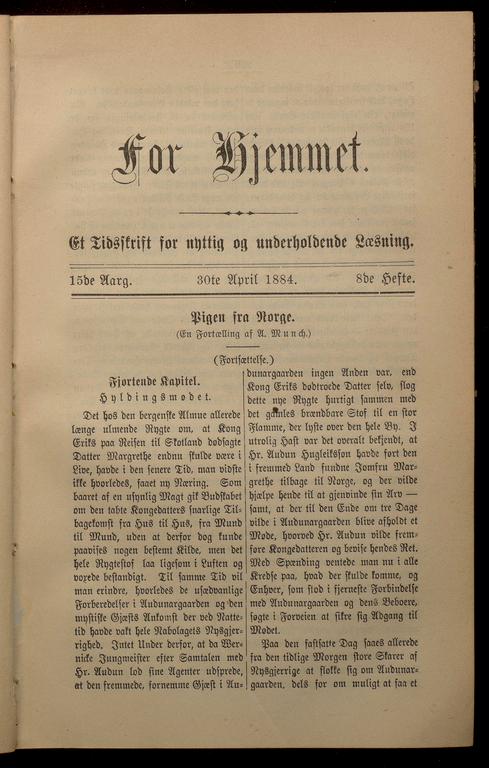 For Hjemmet.
Et Tidsskrift for nyttig og underholdende Læsning.
15de Aarg. 30te April 1884. 8de Hefte.
Pigen fra Norge.
(En Fortælling af A. Munch.)
(Fortsættelse.)
Fjortende Kapitel.
Hyldingsmødet.
Det hos den bergenske Almue allerede
længe ulmende Rygte om, at Kong
Eriks paa Reisen til Skotland dødsagte
Datter Margrethe endnu skulde være i
Live, havde i den senere Tid, man vidste
ikke hvorledes, faaet ny Næring. Som
baaret af en usynlig Magt gik Budskabet
om den tabte Kongedatters snarlige Til-
bagekomst fra Hus til Hus, fra Mund
til Mund, uden at derfor dog kunde
paavises nogen bestemt Kilde, men det
hele Rygtestof laa ligesom i Luften og
voxede bestandigt. Til samme Tid vil
man erindre, hvorledes de usædvanlige
Forberedelser i Audunargaarden og den
mystiske Gjæsts Ankomst der ved Natte-
tid havde vakt hele Nabolagets Nysgjer-
righed. Intet Under derfor, at da Wer-
nicke Jungmeister efter Samtalen med
Hr. Audun lod sine Agenter udsprede,
at den fremmede, fornemme Gjæst i Au-
dunargaarden ingen Anden var, end
Kong Eriks dødtroede Datter selv, slog
dette nye Rygte hurtigt sammen med
det gamles brændbare Stof til en stor
Flamme, der lyste over den hele By. I
utrolig Hast var det overalt bekjendt, at
Hr. Audun Hugleiksson havde ført den
i fremmed Land fundne Jomfru Mar-
grethe tilbage til Norge, og der vilde
hjælpe hende til at gjenvinde sin Arv —
samt, at der til den Ende om tre Dage
vilde i Audunargaarden blive afholdt et
Møde, hvorved Hr. Audun vilde frem-
føre Kongedatteren og bevise hendes Ret.
Med Spænding ventede man nu i alle
Kredse paa, hvad der skulde komme, og
Enhver, som stod i fjerneste Forbindelse
med Audunargaarden og dens Beboere,
søgte i Forveien at sikre sig Adgang til
Mødet.
Paa den fastsatte Dag saaes allerede
fra den tidlige Morgen store Skarer af
Nysgjerrige at flokke sig om Audunar-
gaarden, dels for om muligt at faa et